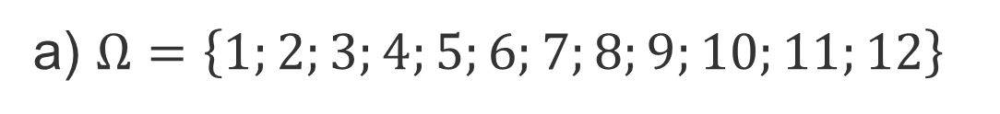 a) Ω = {1; 2; 3; 4; 5; 6; 7; 8; 9; 10; 11; 12}